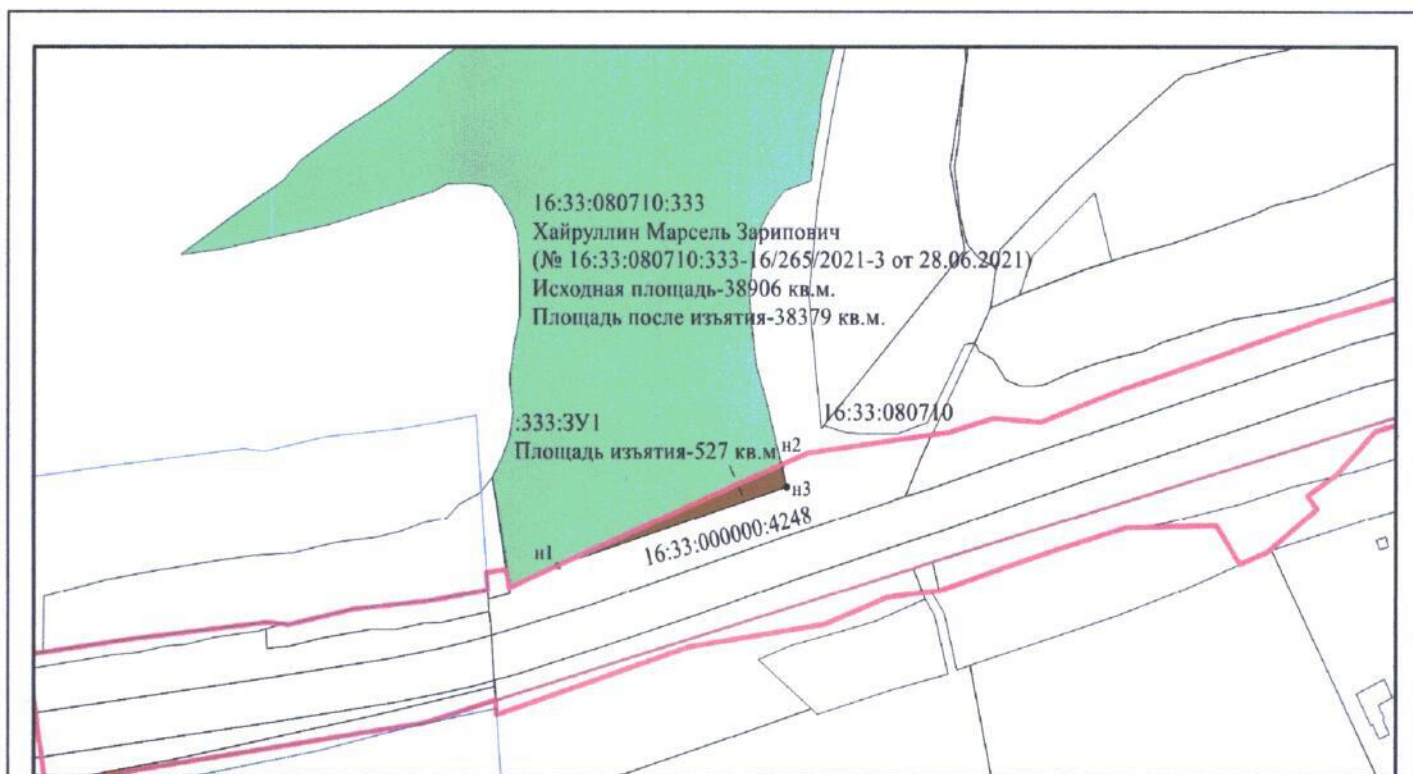 16:33:080710:333
Хайруллин Марсель Зарипович
(№ 16:33:080710:333-16/265/2021-3 от 28.06.2021)
Исходная площадь-38906 кв.м.
Площадь после изъятия-38379 кв.м.
16:33:080710
:333:ЗУ1
Площадь изъятия-527 кв.м
н2
н3
16:33:000000:4248
н1